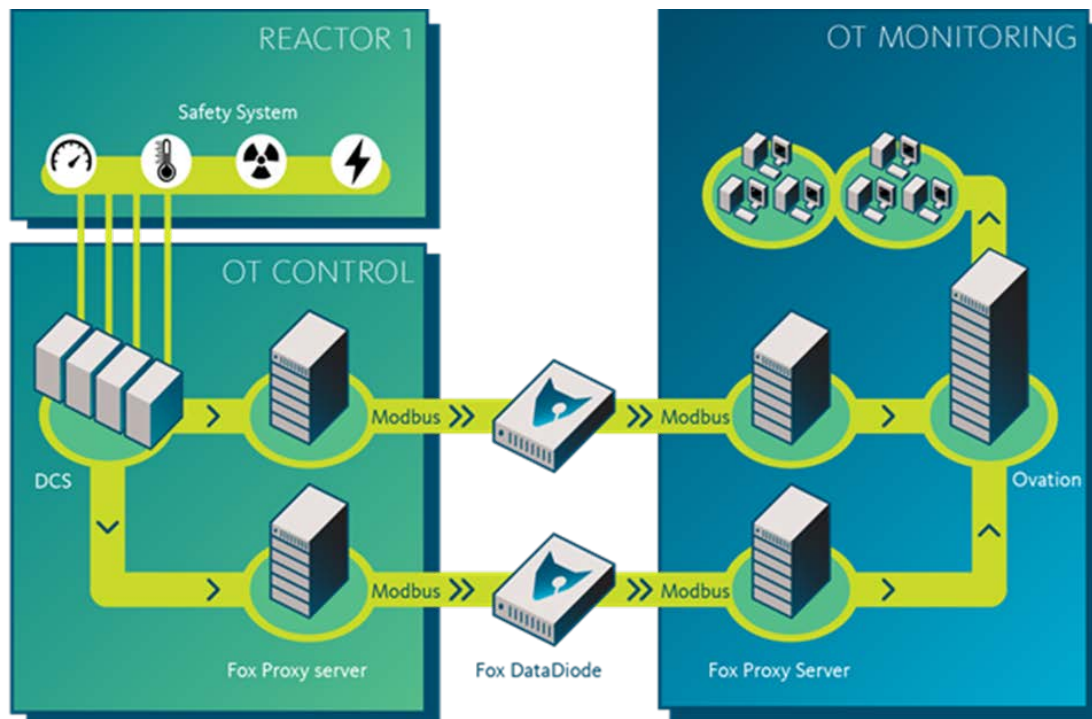 REACTOR 1
Safety System
OT CONTROL
DCS
Modbus
Modbus
Fox Proxy server
Fox DataDiode
OT MONITORING
Modbus
Modbus
Ovation
Fox Proxy Server